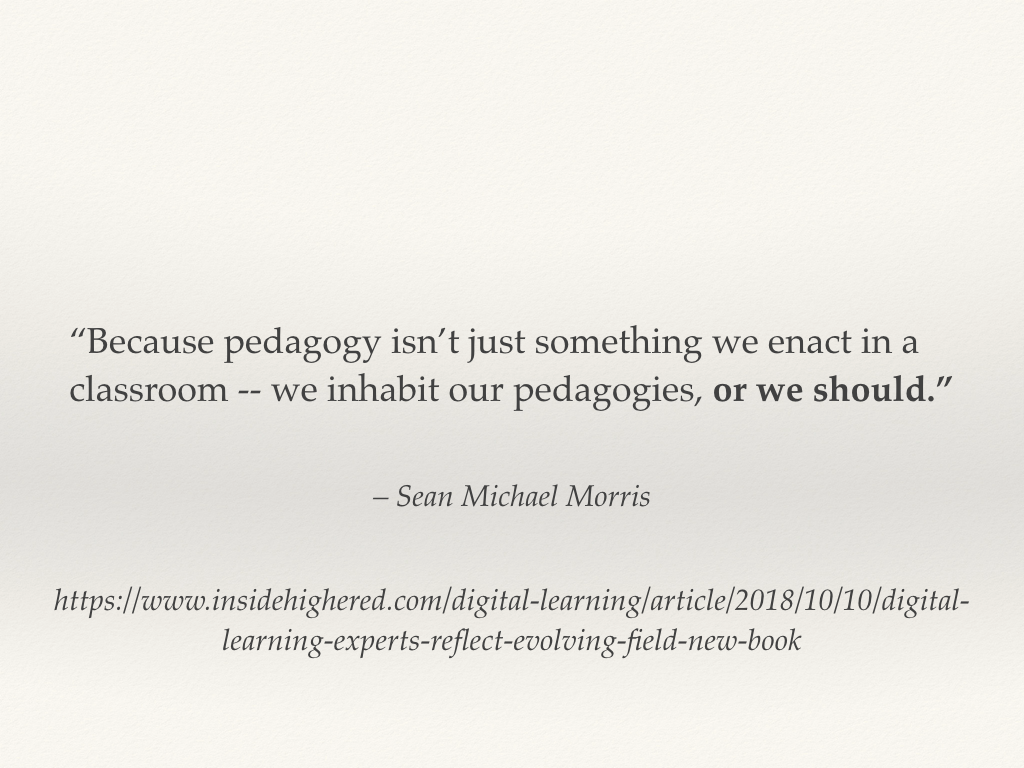 “Because pedagogy isn’t just something we enact in a
classroom -- we inhabit our pedagogies, or we should.”
– Sean Michael Morris
https://www.insidehighered.com/digital-learning/article/2018/10/10/digital-
learning-experts-reflect-evolving-field-new-book